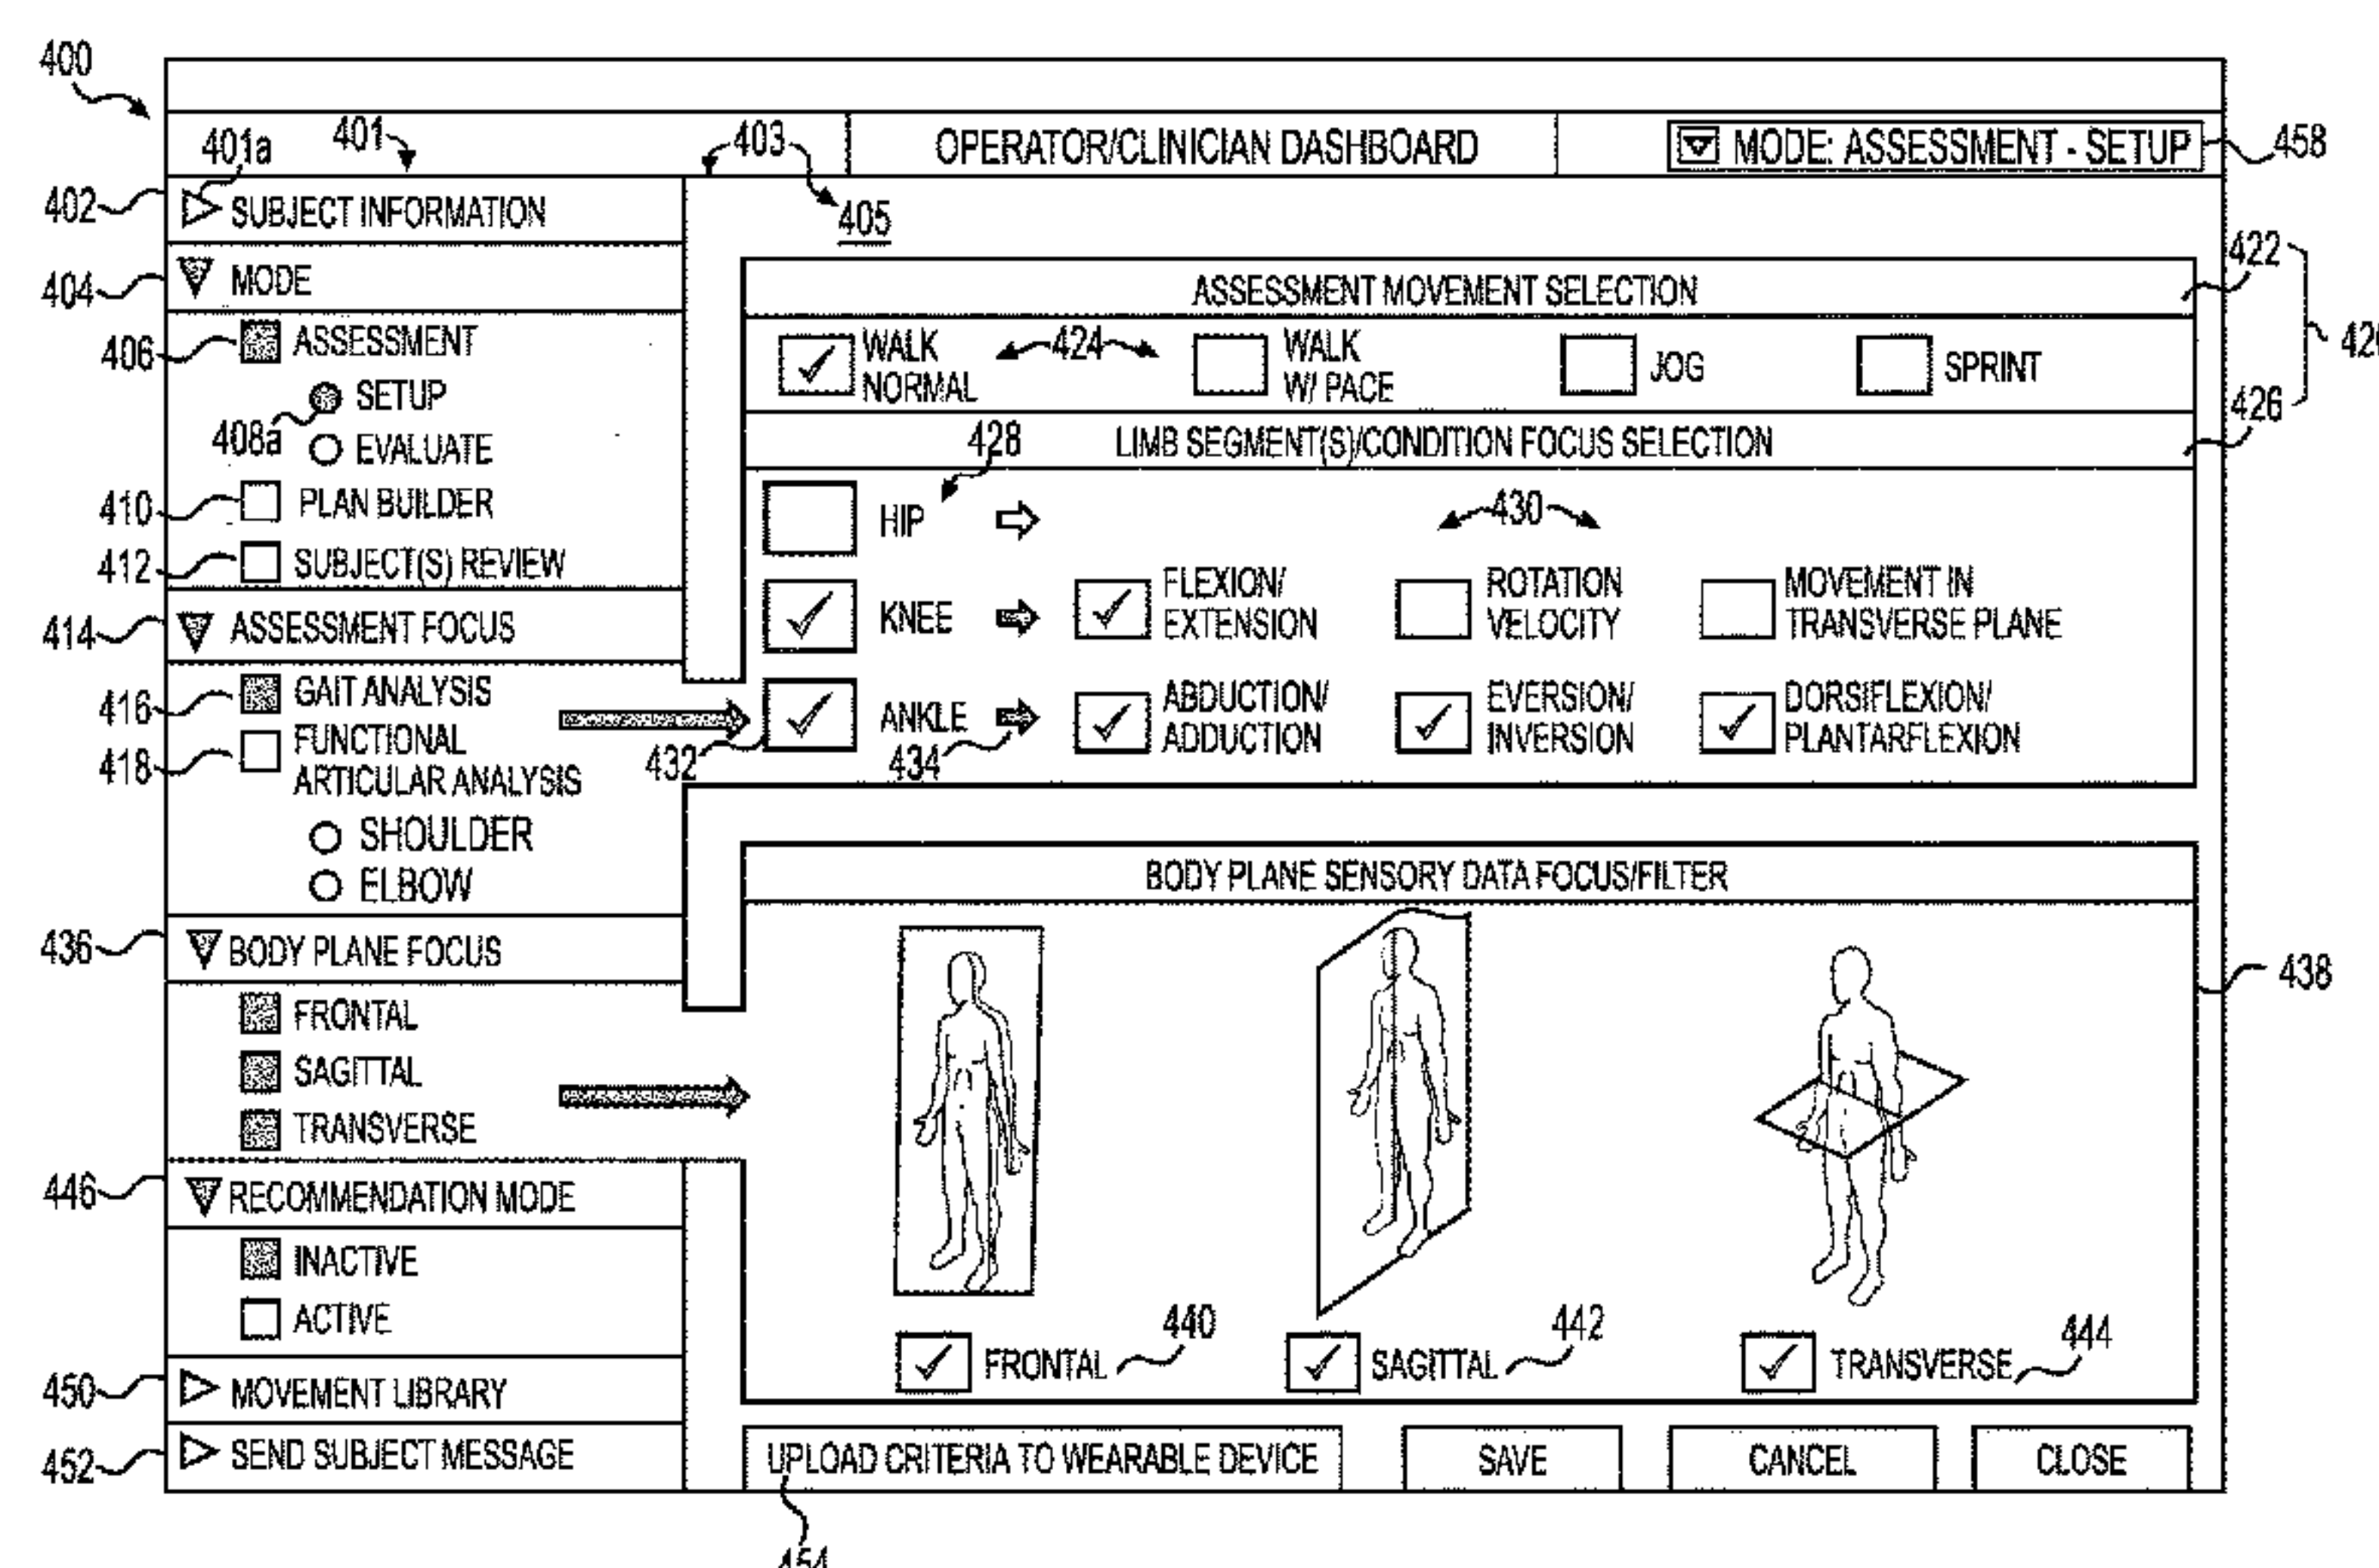 400
401a
401
403
OPERATOR/CLINICIAN DASHBOARD
MODE: ASSESSMENT - SETUP
458
402
SUBJECT INFORMATION
405
404
MODE
406
ASSESSMENT
SETUP
408a
EVALUATE
410
PLAN BUILDER
412
SUBJECT(S) REVIEW
414
ASSESSMENT FOCUS
416
GAIT ANALYSIS
418
FUNCTIONAL
ARTICULAR ANALYSIS
SHOULDER
ELBOW
436
BODY PLANE FOCUS
FRONTAL
SAGITTAL
TRANSVERSE
446
RECOMMENDATION MODE
INACTIVE
ACTIVE
450
MOVEMENT LIBRARY
452
SEND SUBJECT MESSAGE
422
ASSESSMENT MOVEMENT SELECTION
WALK
NORMAL
424
WALK
W/ PACE
JOG
SPRINT
426
428
LIMB SEGMENT(S)/CONDITION FOCUS SELECTION
HIP
430
KNEE
FLEXION/
EXTENSION
ROTATION
VELOCITY
MOVEMENT IN
TRANSVERSE PLANE
432
ANKLE
434
ABDUCTION/
ADDUCTION
EVERSION/
INVERSION
DORSIFLEXION/
PLANTARFLEXION
BODY PLANE SENSORY DATA FOCUS/FILTER
438
FRONTAL
440
SAGITTAL
442
TRANSVERSE
444
UPLOAD CRITERIA TO WEARABLE DEVICE
SAVE
CANCEL
CLOSE
454